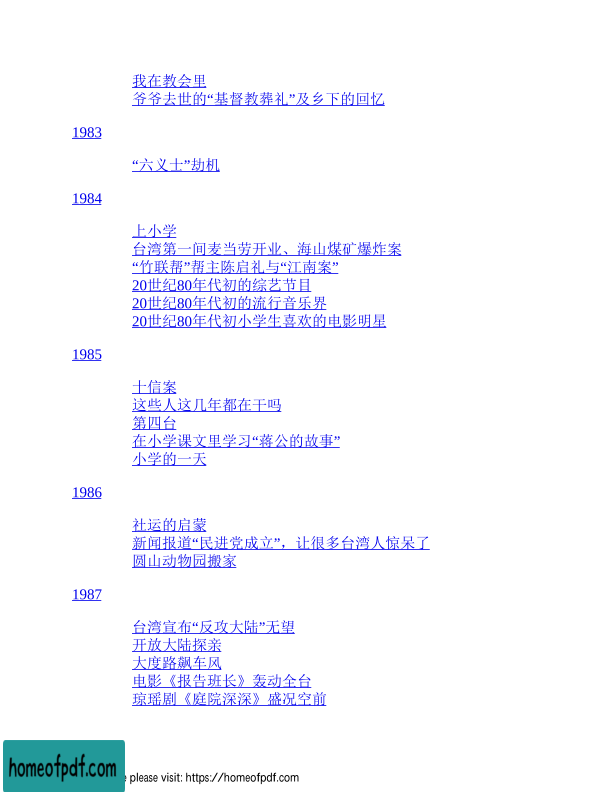 我在教会里
爷爷去世的“基督教葬礼”及乡下的回忆
1983
“六义士”劫机
1984
上小学
台湾第一间麦当劳开业、海山煤矿爆炸案
“竹联帮”帮主陈启礼与“江南案”
20世纪80年代初的综艺节目
20世纪80年代初的流行音乐界
20世纪80年代初小学生喜欢的电影明星
1985
十信案
这些人这几年都在干吗
第四台
在小学课文里学习“蒋公的故事”
小学的一天
1986
社运的启蒙
新闻报道“民进党成立”，让很多台湾人惊呆了
圆山动物园搬家
1987
台湾宣布“反攻大陆”无望
开放大陆探亲
大度路飙车风
电影《报告班长》轰动全台
琼瑶剧《庭院深深》盛况空前
homeofpdf.com
e please visit: https://homeofpdf.com